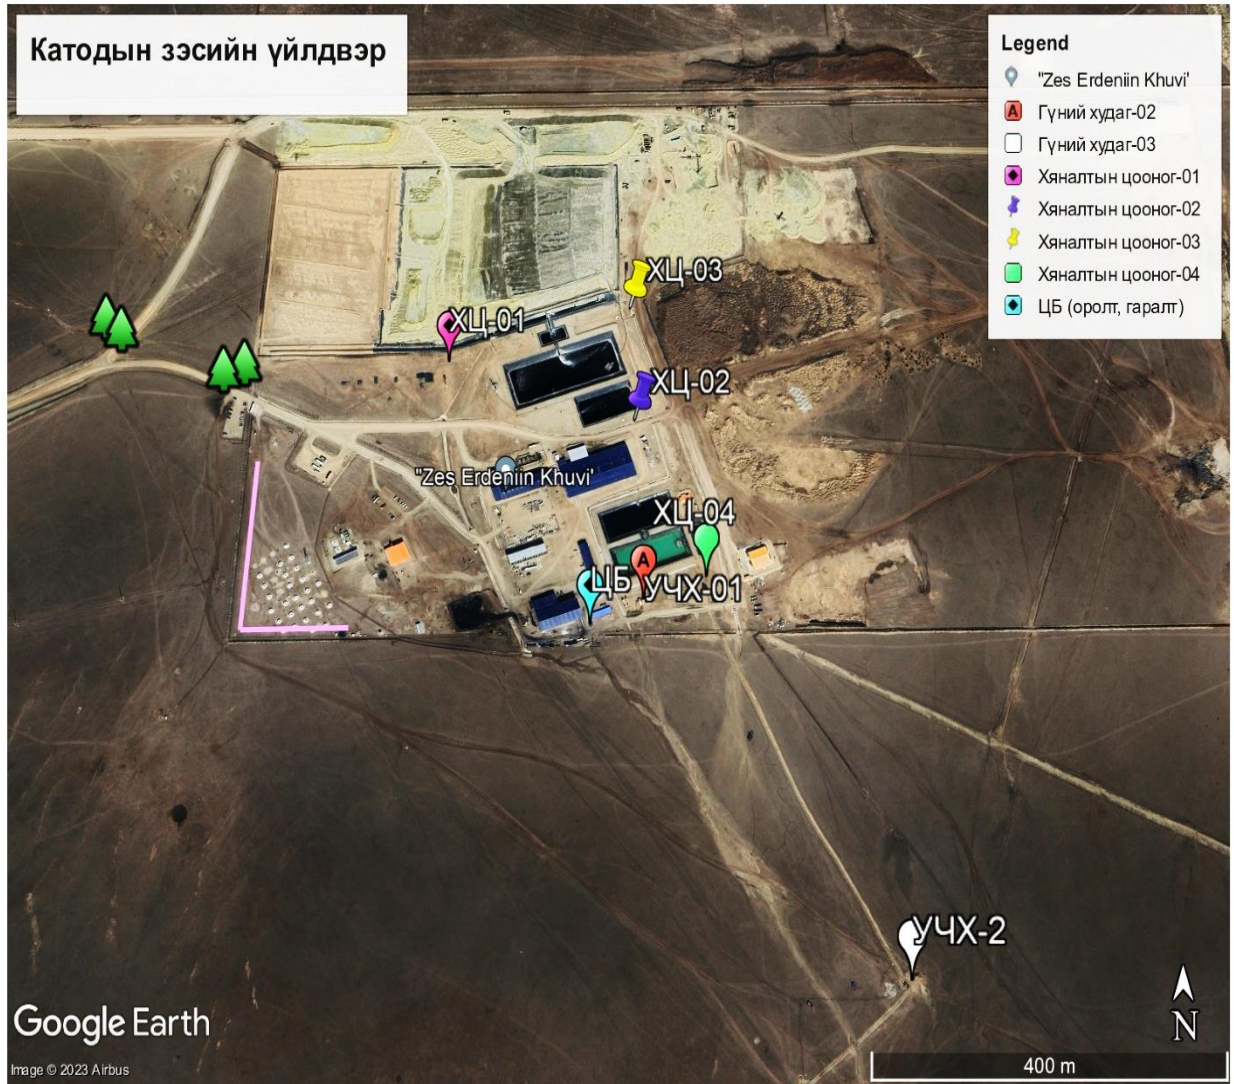 Катодын зэсийн үйлдвэр
Legend
"Zes Erdeniin Khuvi'
A Гүний худаг-02
Гүний худаг-03
Хяналтын цооног-01
Хяналтын цооног-02
Хяналтын цооног-03
Хяналтын цооног-04
ЦБ (оролт, гаралт)
ХЦ-03
ХЦ-01
ХЦ-02
"Zes Erdeniin Khuvi'
ХЦ-04
A
ЦБ
УЧХ-01
УЧХ-2
N
Google Earth
Image © 2023 Airbus
400 m